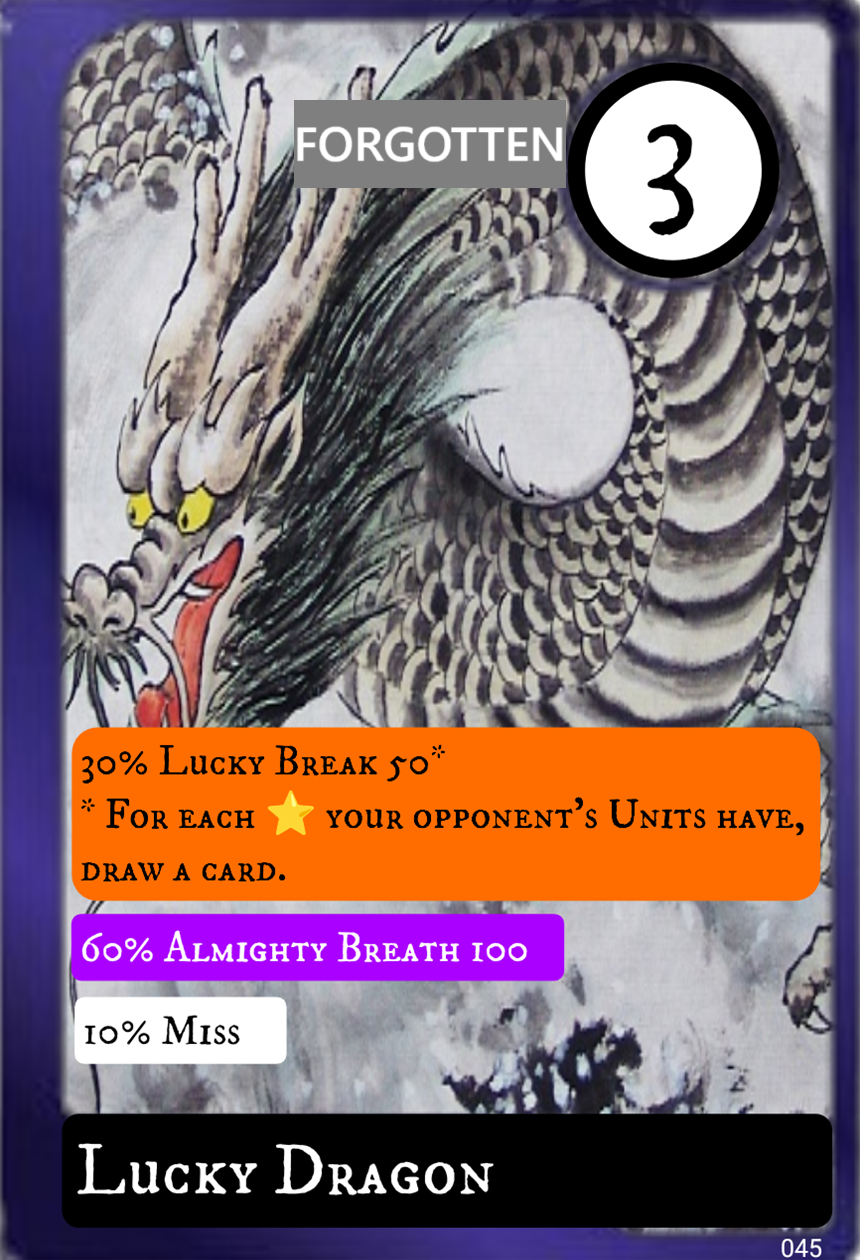 FORGOTTEN
3
30% Lucky Break 50*
* For each ⭐ your opponent's Units have,
draw a card.
60% Almighty Breath 100
10% Miss
Lucky Dragon
045